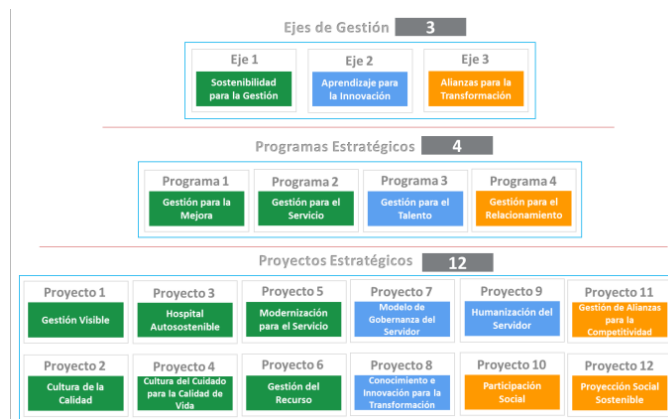 Ejes de Gestión 3
Eje 1 Eje 2 Eje 3
Sostenibilidad Aprendizaje para Alianzas para la
para la Gestión la Innovación Transformación
Programas Estratégicos 4
Programa 1 Programa 2 Programa 3 Programa 4
Gestión para la Gestión para el Gestión para el Gestión para el
Mejora Servicio Talento Relacionamiento
Proyectos Estratégicos 12
Proyecto 1 Proyecto 3 Proyecto 5 Proyecto 7 Proyecto 9 Proyecto 11
Gestión Visible
Hospital
Autosostenible
Modernización
para el Servicio
Modelo de
Gobernanza del
Servidor
Humanización del
Servidor
Gestión de Alianzas
para la
Competitividad
Proyecto 2 Proyecto 4 Proyecto 6 Proyecto 8 Proyecto 10 Proyecto 12
Cultura de la
Calidad
Cultura del Cuidado
para la Calidad de
Vida
Gestión del
Recurso
Conocimiento e
Innovación para la
Transformación
Participación
Social
Proyección Social
Sostenible